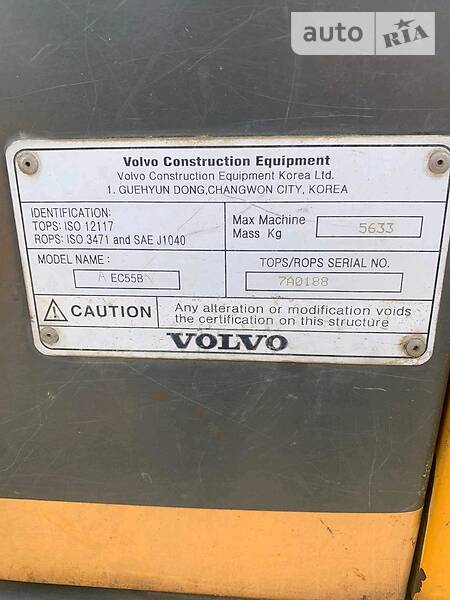 auto RIA
Volvo Construction Equipment
Volvo Construction Equipment Korea Ltd.
1. GUEHYUN DONG,CHANGWON CITY, KOREA
IDENTIFICATION:
TOPS: ISO 12117
ROPS: ISO 3471 and SAE J1040
Max Machine
Mass Kg
5633
MODEL NAME :
EC55B
TOPS/ROPS SERIAL NO.
7A0188
CAUTION
Any alteration or modification voids
the certification on this structure
VOLVO